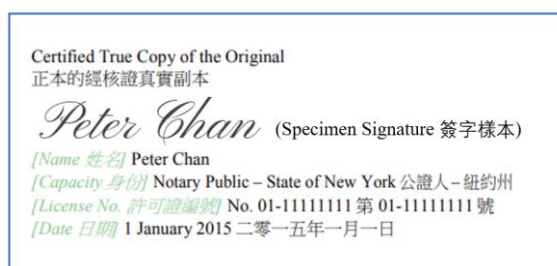 Certified True Copy of the Original
正本的經核證真實副本
Peter Chan (Specimen Signature 簽字樣本)
[Name 姓名] Peter Chan
[Capacity 身份] Notary Public – State of New York 公證人 – 紐約州
[License No. 許可證編號] No. 01-11111111 第 01-11111111 號
[Date 日期] 1 January 2015 二零一五年一月一日